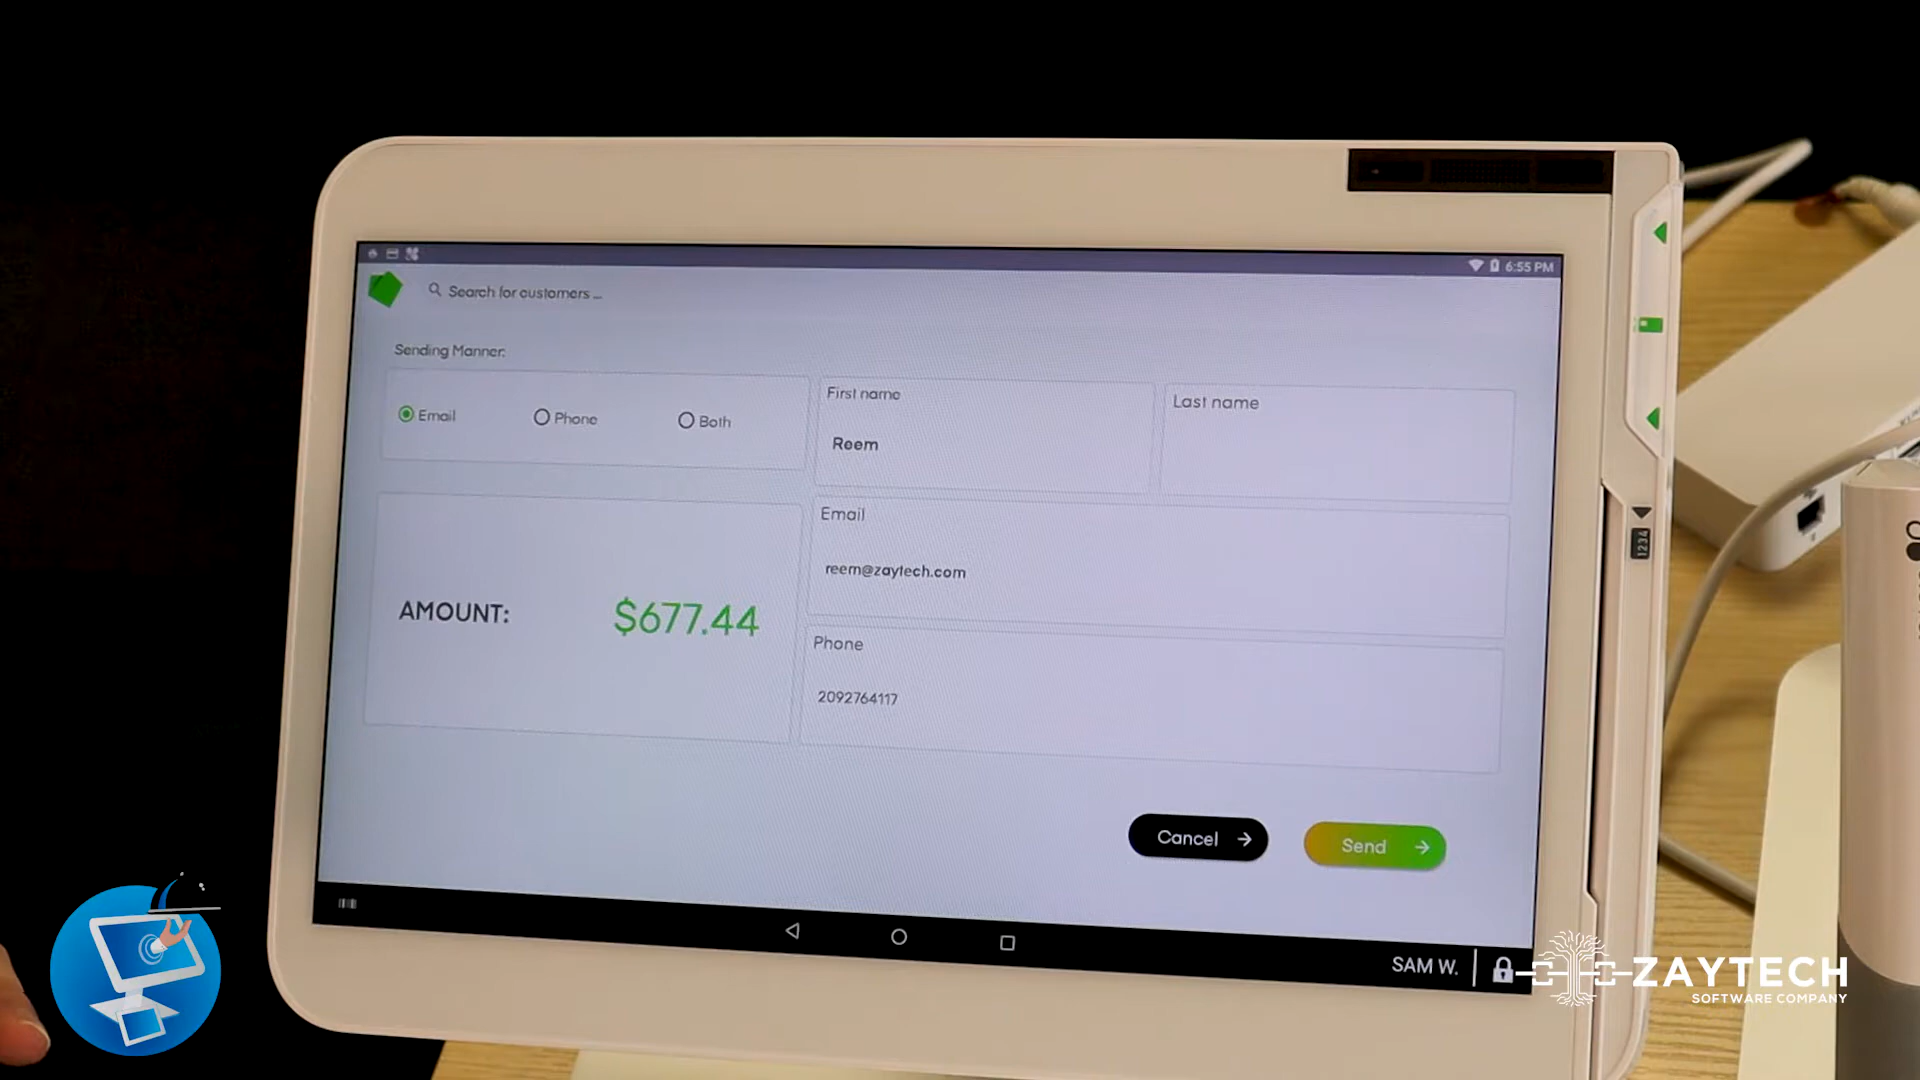 6:55 PM
Search for customers ...
Sending Manner:
Email
Phone
Both
First name
Reem
Last name
Email
reem@zaytech.com
AMOUNT:
$677.44
Phone
2092764117
Cancel
Send
1234
SAM W.
ZAYTECH
SOFTWARE COMPANY